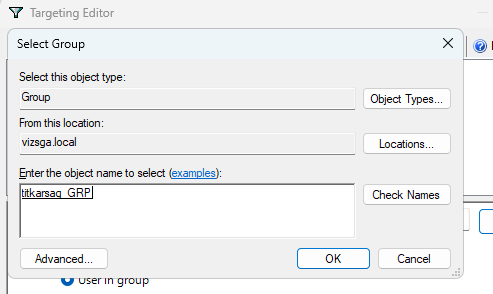 Targeting Editor
Select Group
Select this object type:
Group
Object Types...
From this location:
vizsga.local
Locations...
Enter the object name to select (examples):
titkarsag_GRP
Check Names
Advanced...
OK
Cancel
User in group